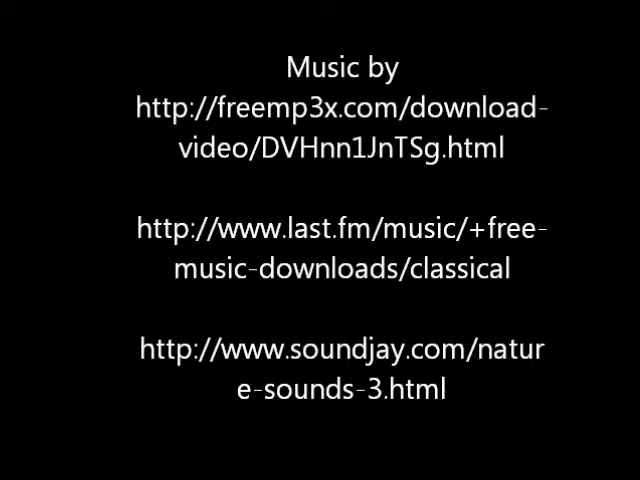 Music by
http://freemp3x.com/download-
video/DVHnn1JnTSg.html
http://www.last.fm/music/+free-
music-downloads/classical
http://www.soundjay.com/natur
e-sounds-3.html